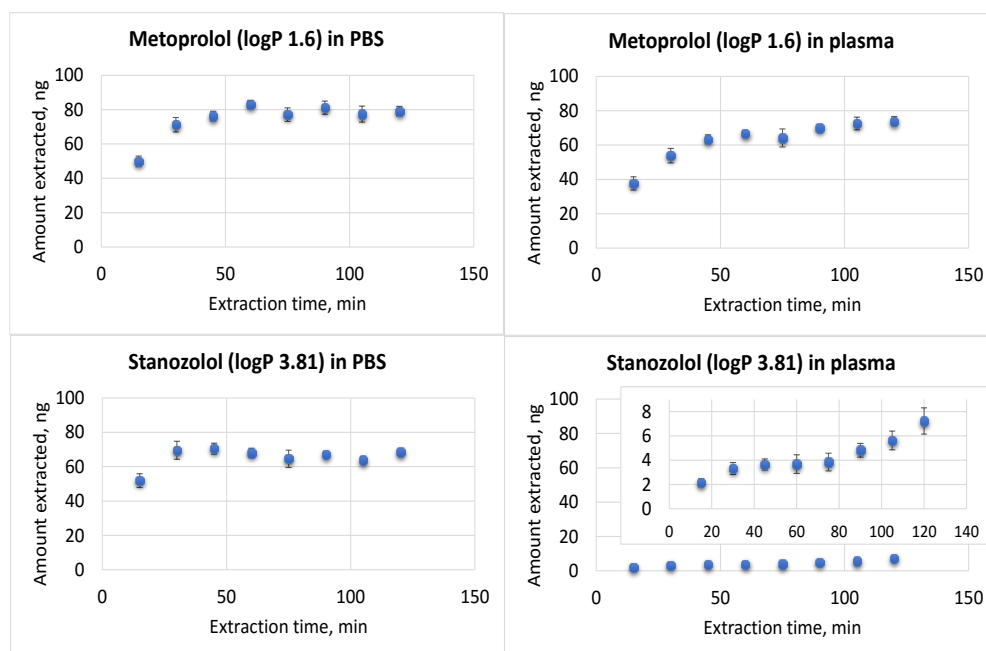 Metoprolol (logP 1.6) in PBS
Amount extracted, ng
100
80
60
40
20
0
0 50 100 150
Extraction time, min
Metoprolol (logP 1.6) in plasma
Amount extracted, ng
100
80
60
40
20
0
0 50 100 150
Extraction time, min
Stanozolol (logP 3.81) in PBS
Amount extracted, ng
100
80
60
40
20
0
0 50 100 150
Extraction time, min
Stanozolol (logP 3.81) in plasma
Amount extracted, ng
100
80
60
40
20
0
0 50 100 150
Extraction time, min
8
6
4
2
0
0 20 40 60 80 100 120 140